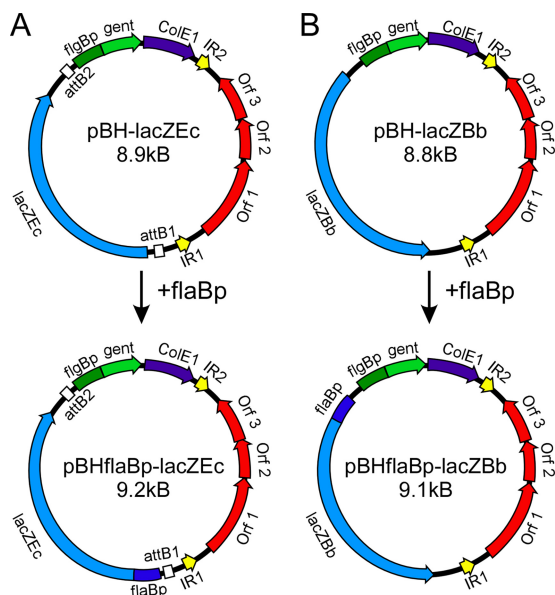 A
flgBp
gent
ColE1
IR2
attB2
Orf 3
pBH-lacZEc
8.9kB
Orf 2
lacZEc
Orf 1
attB1
IR1
+flaBp
B
flgBp
gent
ColE1
IR2
Orf 3
pBH-lacZBb
8.8kB
Orf 2
lacZBb
Orf 1
IR1
+flaBp
flgBp
gent
ColE1
IR2
attB2
Orf 3
pBHflaBp-lacZEc
9.2kB
Orf 2
lacZEc
Orf 1
attB1
IR1
flaBp
flgBp
gent
ColE1
IR2
flaBp
Orf 3
pBHflaBp-lacZBb
9.1kB
Orf 2
lacZBb
Orf 1
IR1